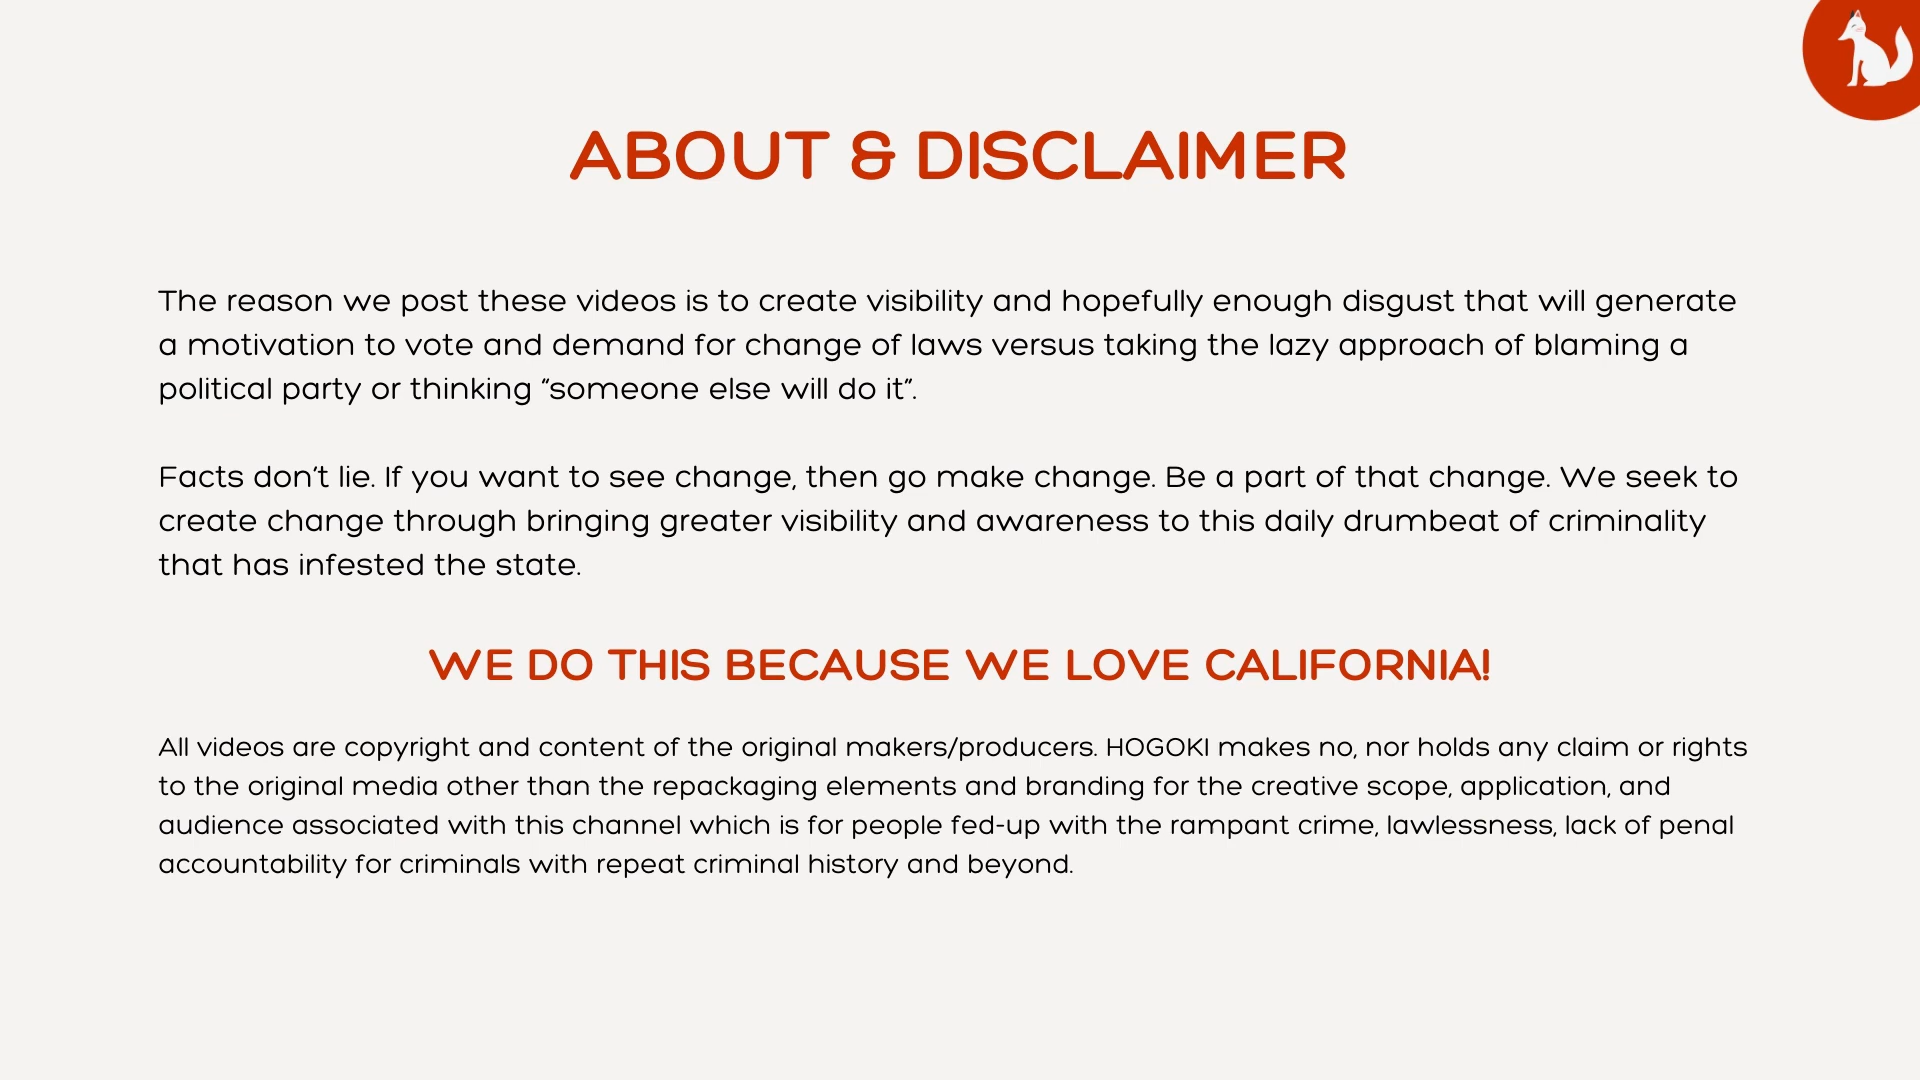 ABOUT & DISCLAIMER
The reason we post these videos is to create visibility and hopefully enough disgust that will generate
a motivation to vote and demand for change of laws versus taking the lazy approach of blaming a
political party or thinking “someone else will do it”.
Facts don’t lie. If you want to see change, then go make change. Be a part of that change. We seek to
create change through bringing greater visibility and awareness to this daily drumbeat of criminality
that has infested the state.
WE DO THIS BECAUSE WE LOVE CALIFORNIA!
All videos are copyright and content of the original makers/producers. HOGOKI makes no, nor holds any claim or rights
to the original media other than the repackaging elements and branding for the creative scope, application, and
audience associated with this channel which is for people fed-up with the rampant crime, lawlessness, lack of penal
accountability for criminals with repeat criminal history and beyond.